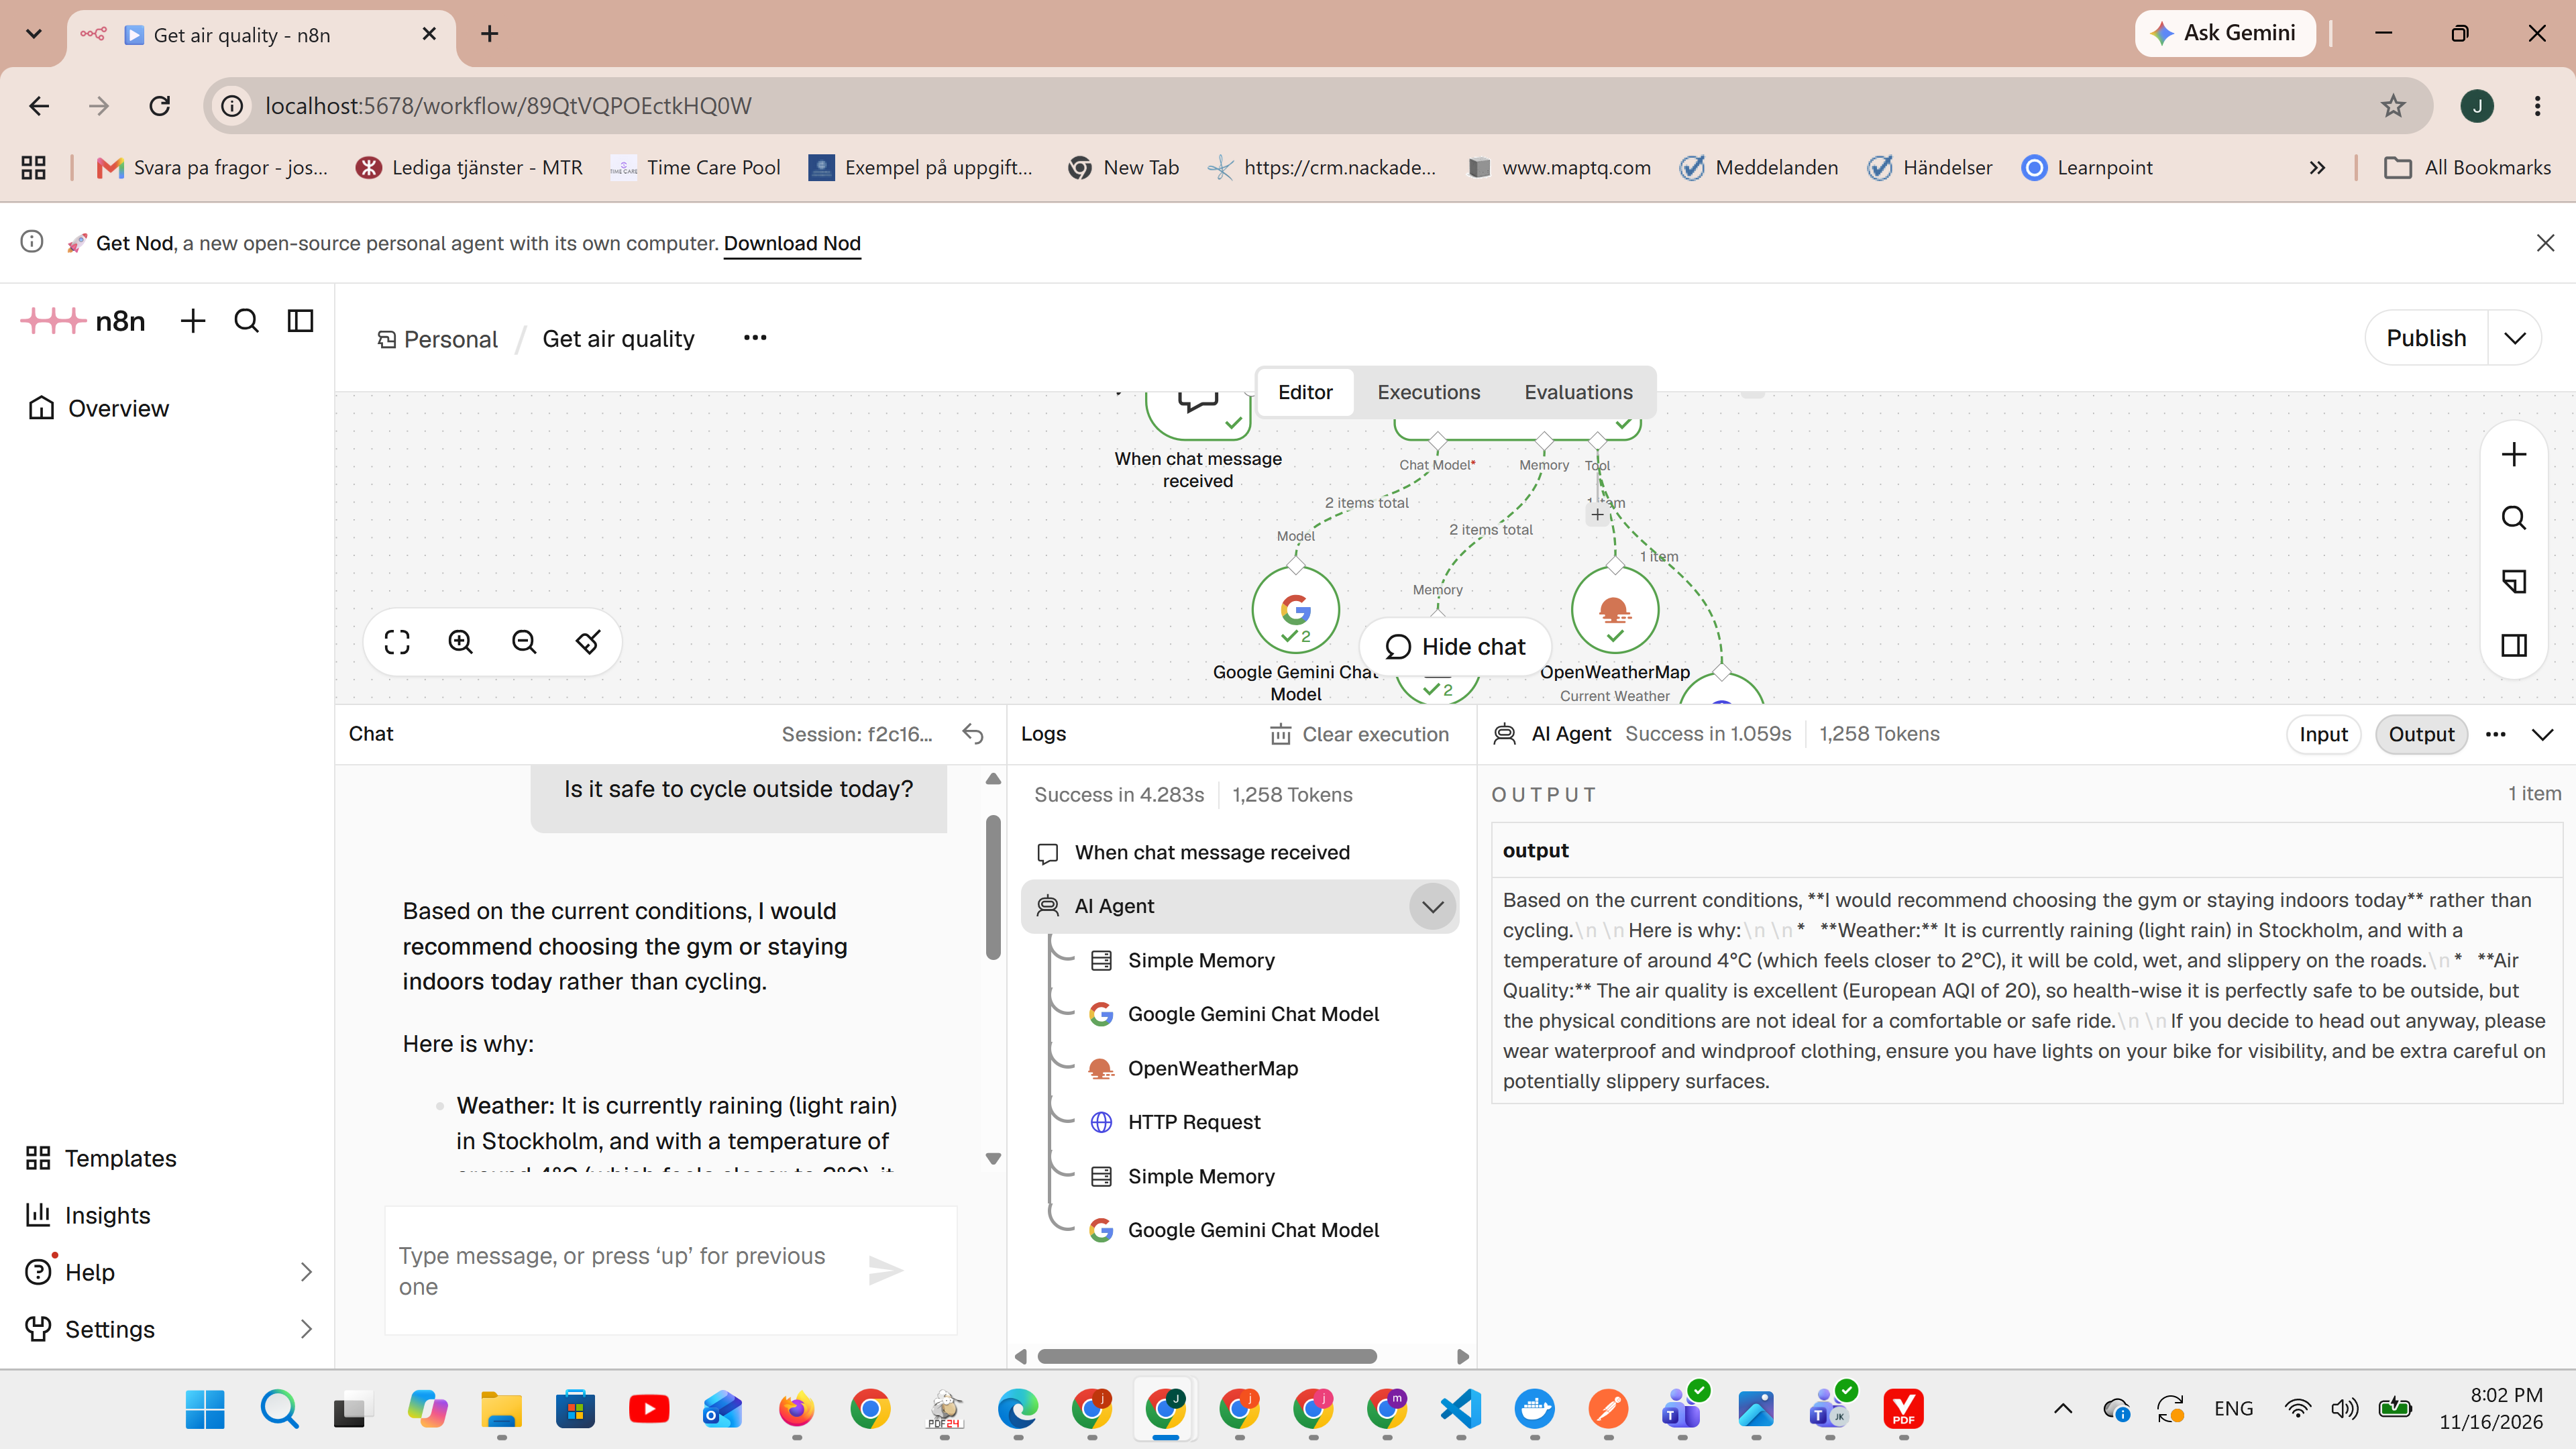 Get air quality - n8n
Ask Gemini
localhost:5678/workflow/89QtVQPOEctkHQ0W
J
Svara pa fragor - jos...
Lediga tjänster - MTR
Time Care Pool
Exempel på uppgift...
New Tab
https://crm.nackade...
www.maptq.com
Meddelanden
Händelser
Learnpoint
All Bookmarks
🚀 Get Nod, a new open-source personal agent with its own computer. Download Nod
n8n
Personal / Get air quality
Publish
Overview
Editor
Executions
Evaluations
When chat message
received
Chat Model*
Memory
Tool
2 items total
2 items total
1 item
1 item
Model
Memory
2
Google Gemini Chat
Model
Hide chat
2
OpenWeatherMap
Current Weather
Chat
Session: f2c16...
Is it safe to cycle outside today?
Based on the current conditions, I would
recommend choosing the gym or staying
indoors today rather than cycling.
Here is why:
Weather: It is currently raining (light rain)
in Stockholm, and with a temperature of
around 4°C (which feels closer to 2°C), it
Type message, or press ‘up’ for previous
one
Logs
Clear execution
Success in 4.283s
1,258 Tokens
When chat message received
AI Agent
Simple Memory
Google Gemini Chat Model
OpenWeatherMap
HTTP Request
Simple Memory
Google Gemini Chat Model
AI Agent Success in 1.059s 1,258 Tokens
Input
Output
OUTPUT
1 item
output
Based on the current conditions, **I would recommend choosing the gym or staying indoors today** rather than
cycling.\n\nHere is why:\n\n* **Weather:** It is currently raining (light rain) in Stockholm, and with a
temperature of around 4°C (which feels closer to 2°C), it will be cold, wet, and slippery on the roads.\n* **Air
Quality:** The air quality is excellent (European AQI of 20), so health-wise it is perfectly safe to be outside, but
the physical conditions are not ideal for a comfortable or safe ride.\n\nIf you decide to head out anyway, please
wear waterproof and windproof clothing, ensure you have lights on your bike for visibility, and be extra careful on
potentially slippery surfaces.
Templates
Insights
Help
Settings
PDF24
j
J
j
j
m
T
T
JK
PDF
ENG
8:02 PM
11/16/2026